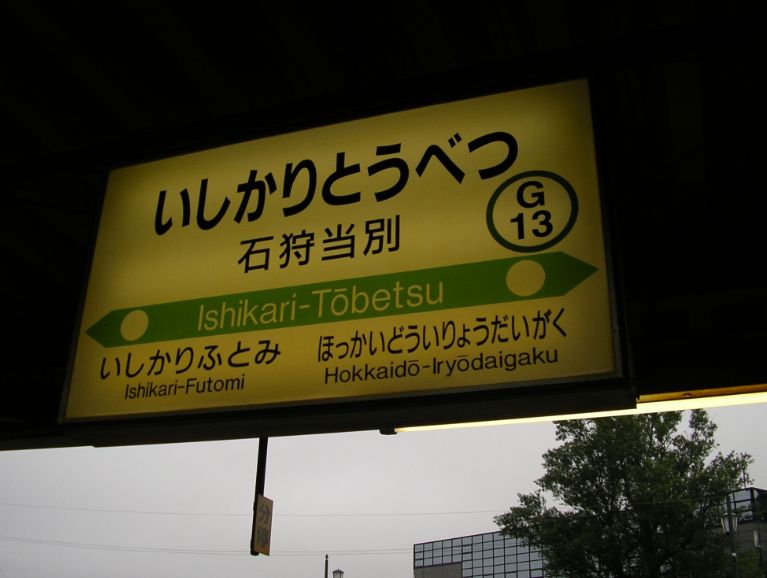 いしかりとうべつ
G
13
石狩当別
Ishikari-Tōbetsu
いしかりふとみ
Ishikari-Futomi
ほっかいどういりょうだいがく
Hokkaidō-Iryōdaigaku